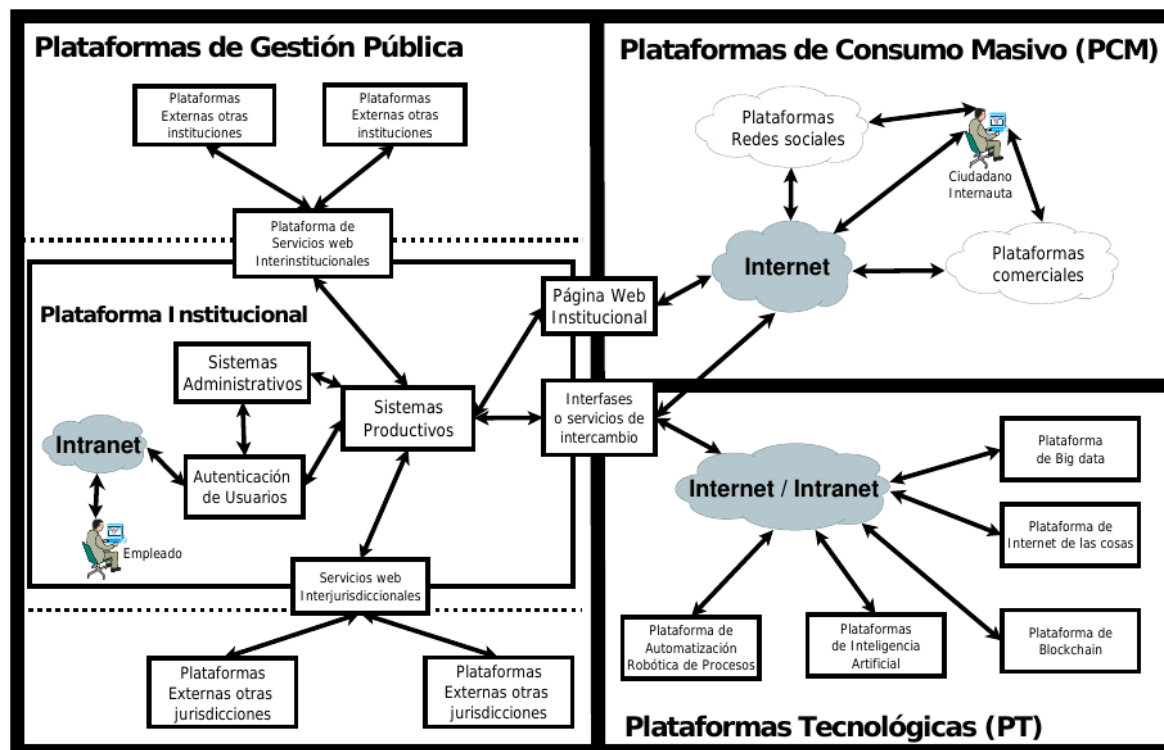 Plataformas de Gestión Pública
Plataformas
Externas otras
instituciones
Plataformas
Externas otras
instituciones
Plataforma de
Servicios web
Interinstitucionales
Plataforma Institucional
Sistemas
Administrativos
Sistemas
Productivos
Intranet
Autenticación
de Usuarios
Empleado
Página Web
Institucional
Interfases
o servicios de
intercambio
Servicios web
Interjurisdiccionales
Plataformas
Externas otras
jurisdicciones
Plataformas
Externas otras
jurisdicciones
Plataformas de Consumo Masivo (PCM)
Plataformas
Redes sociales
Ciudadano
Internauta
Internet
Plataformas
comerciales
Internet / Intranet
Plataforma
de Big data
Plataforma de
Internet de las cosas
Plataforma de
Automatización
Robótica de Procesos
Plataformas
de Inteligencia
Artificial
Plataforma de
Blockchain
Plataformas Tecnológicas (PT)